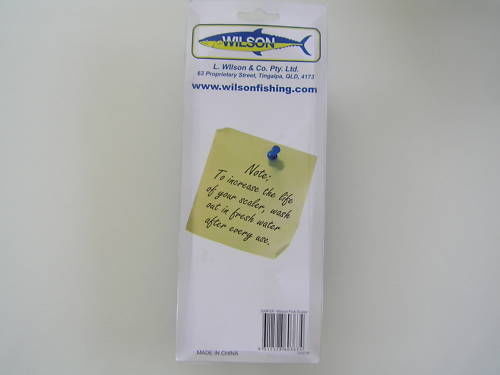 WILSON
L. Wilson & Co. Pty. Ltd.
63 Proprietary Street, Tingalpa, QLD, 4173
www.wilsonfishing.com
Note:
To increase the life
of your scaler, wash
out in fresh water
after every use.
MADE IN CHINA